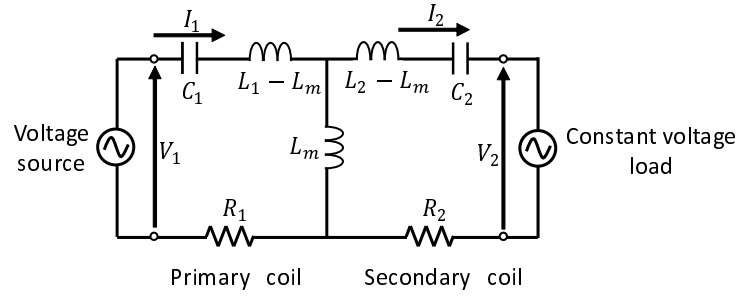 I₁
I₂
C₁
L₁ − Lₘ
L₂ − Lₘ
C₂
Voltage
source
V₁
Lₘ
V₂
Constant voltage
load
R₁
R₂
Primary coil
Secondary coil